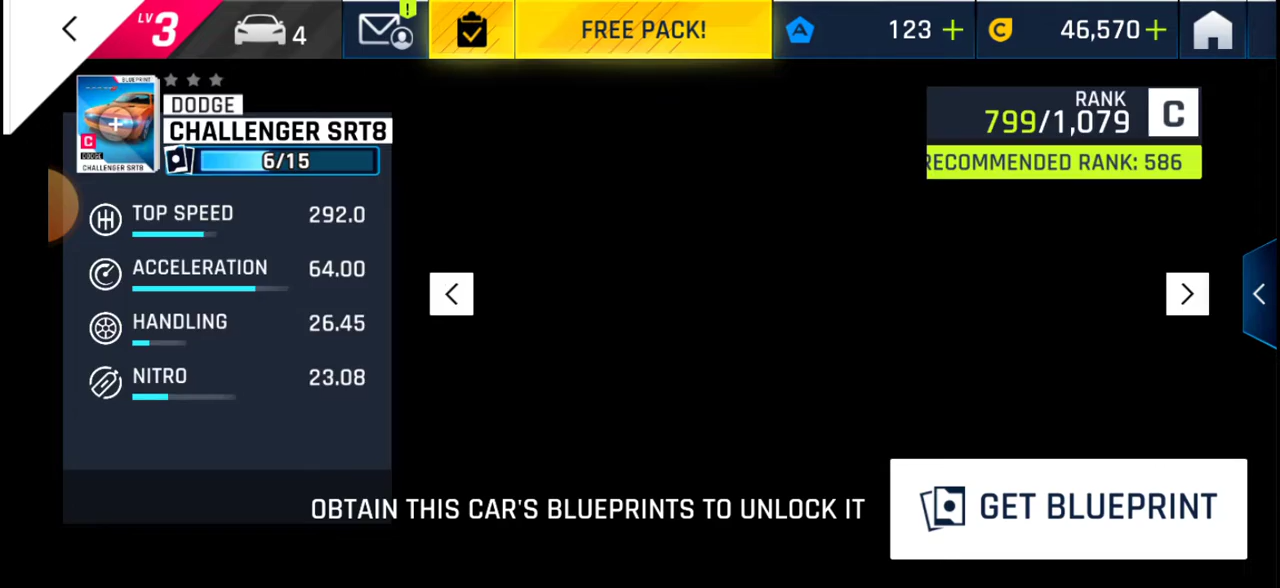 LV 3
4
!
FREE PACK!
A 123 +
C 46,570 +
BLUEPRINT
C
DODGE
CHALLENGER SRT8
DODGE
CHALLENGER SRT8
6/15
RANK
799/1,079
C
RECOMMENDED RANK: 586
TOP SPEED 292.0
ACCELERATION 64.00
HANDLING 26.45
NITRO 23.08
OBTAIN THIS CAR'S BLUEPRINTS TO UNLOCK IT
GET BLUEPRINT